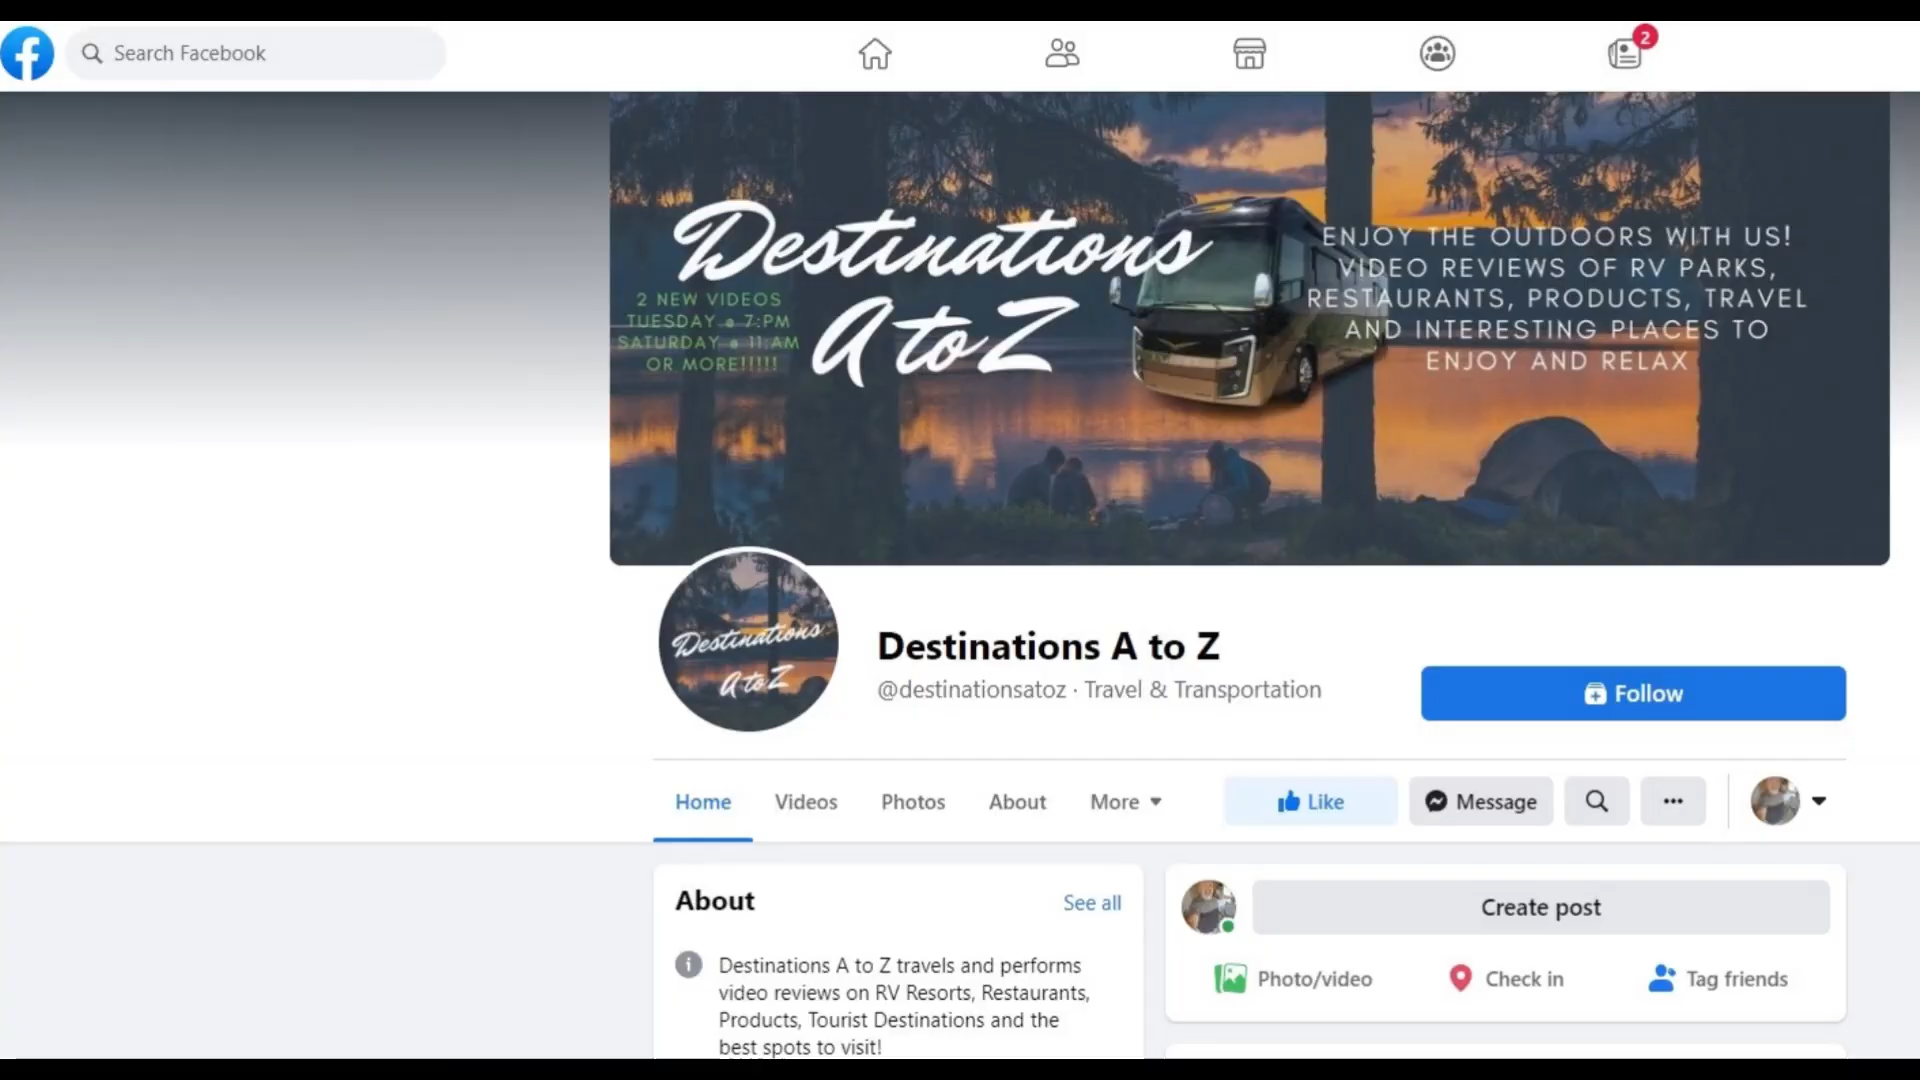 Search Facebook
2
Destinations
A to Z
2 NEW VIDEOS
TUESDAY @ 7:PM
SATURDAY @ 11:AM
OR MORE!!!!!
ENJOY THE OUTDOORS WITH US!
VIDEO REVIEWS OF RV PARKS,
RESTAURANTS, PRODUCTS, TRAVEL
AND INTERESTING PLACES TO
ENJOY AND RELAX
Destinations
A to Z
Destinations A to Z
@destinationsatoz · Travel & Transportation
Follow
Home Videos Photos About More
Like
Message
About
See all
Destinations A to Z travels and performs
video reviews on RV Resorts, Restaurants,
Products, Tourist Destinations and the
best spots to visit!
Create post
Photo/video
Check in
Tag friends